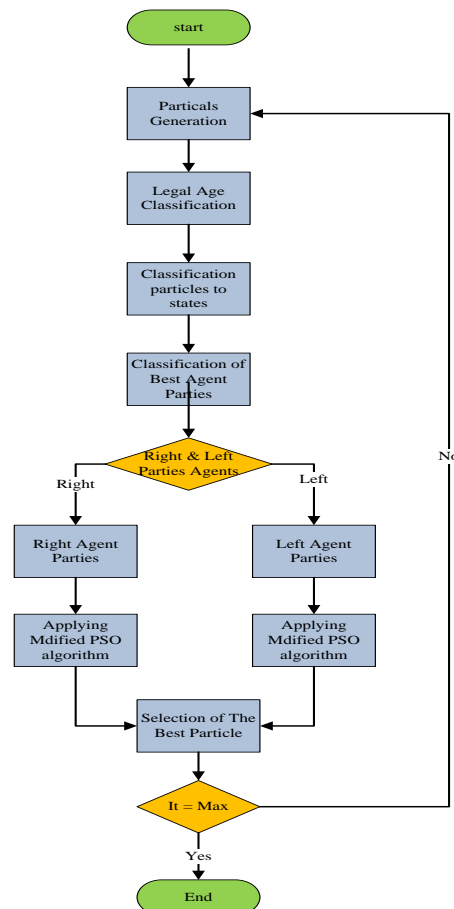 start
Particals
Generation
Legal Age
Classification
Classification
particles to
states
Classification of
Best Agent
Parties
Right & Left
Parties Agents
Right
Left
No
Right Agent
Parties
Left Agent
Parties
Applying
Mdified PSO
algorithm
Applying
Mdified PSO
algorithm
Selection of The
Best Particle
It = Max
Yes
End